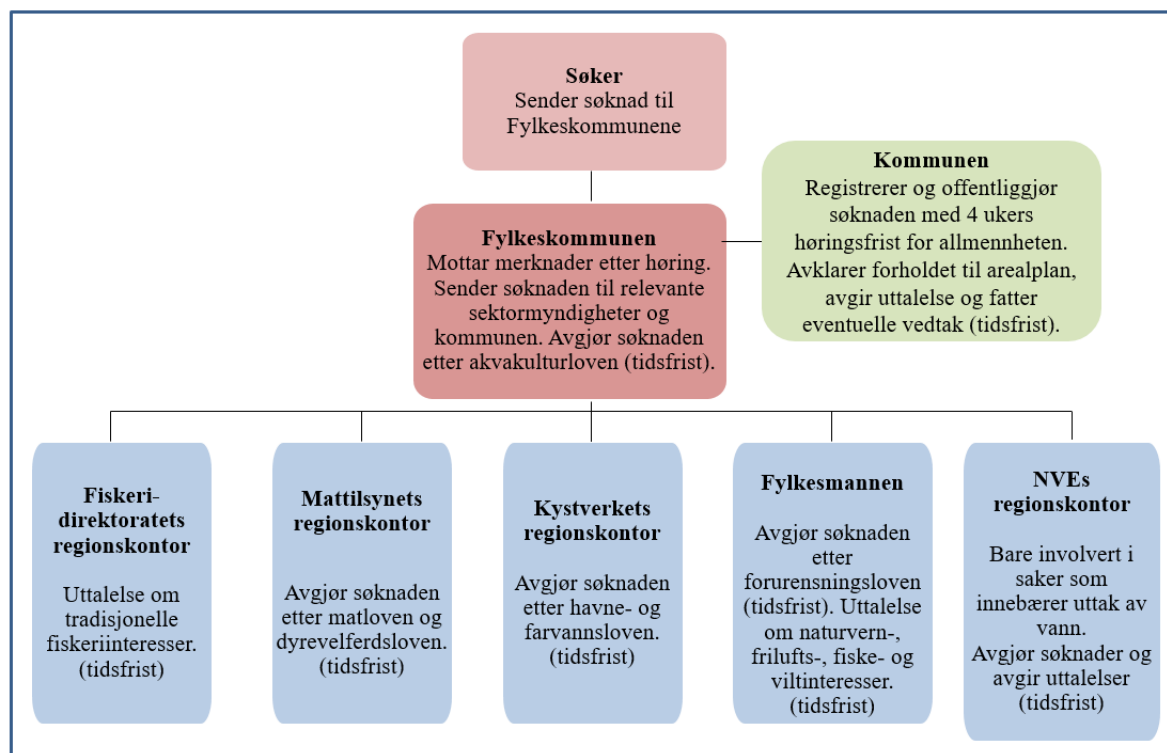 Søker
Sender søknad til
Fylkeskommunene
Kommunen
Registrerer og offentliggjør
søknaden med 4 ukers
høringsfrist for allmennheten.
Avklarer forholdet til arealplan,
avgir uttalelse og fatter
eventuelle vedtak (tidsfrist).
Fylkeskommunen
Mottar merknader etter høring.
Sender søknaden til relevante
sektormyndigheter og
kommunen. Avgjør søknaden
etter akvakulturloven (tidsfrist).
Fiskeri-
direktoratets
regionskontor
Uttalelse om
tradisjonelle
fiskeriinteresser.
(tidsfrist)
Mattilsynets
regionskontor
Avgjør søknaden
etter matloven og
dyrevelferdsloven.
(tidsfrist)
Kystverkets
regionskontor
Avgjør søknaden
etter havne- og
farvannsloven.
(tidsfrist)
Fylkesmannen
Avgjør søknaden
etter
forurensningsloven
(tidsfrist). Uttalelse
om naturvern-,
frilufts-, fiske- og
viltinteresser.
(tidsfrist)
NVEs
regionskontor
Bare involvert i
saker som
innebærer uttak av
vann.
Avgjør søknader og
avgir uttalelser
(tidsfrist)